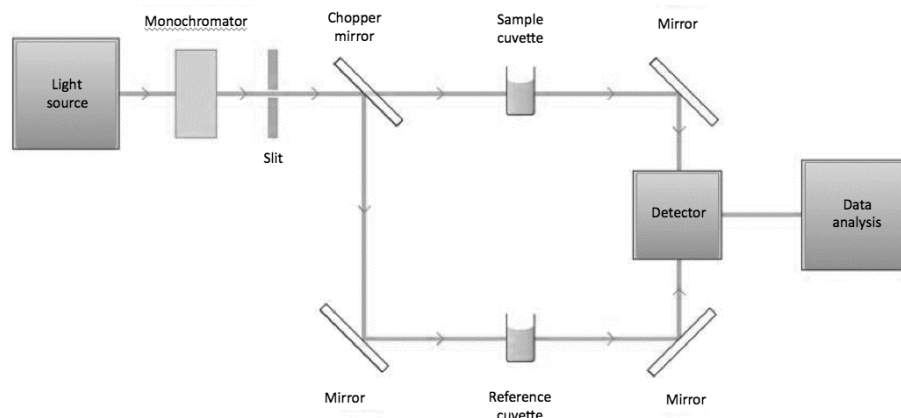 Monochromator
Chopper
mirror
Sample
cuvette
Mirror
Light
source
Slit
Detector
Data
analysis
Mirror
Reference
cuvette
Mirror